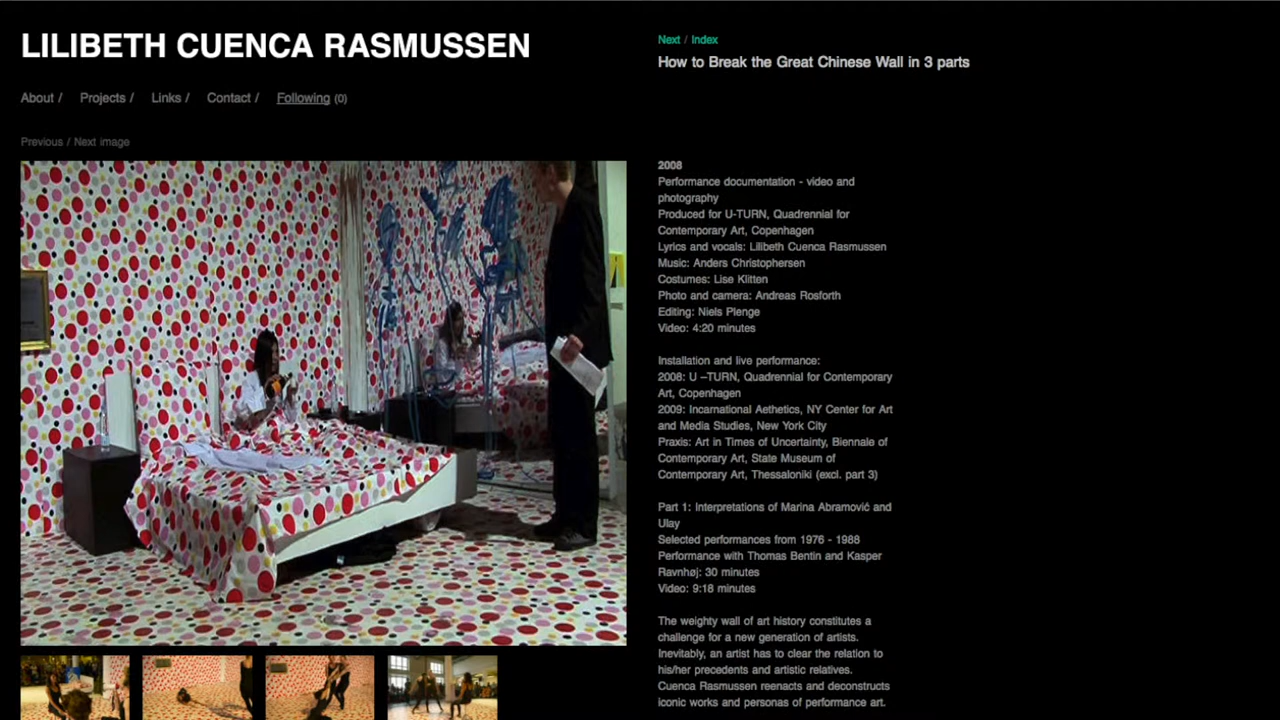 LILIBETH CUENCA RASMUSSEN
About / Projects / Links / Contact / Following (0)
Previous / Next image
Next / Index
How to Break the Great Chinese Wall in 3 parts
2008
Performance documentation - video and
photography
Produced for U-TURN, Quadrennial for
Contemporary Art, Copenhagen
Lyrics and vocals: Lilibeth Cuenca Rasmussen
Music: Anders Christophersen
Costumes: Lise Klitten
Photo and camera: Andreas Rosforth
Editing: Niels Plenge
Video: 4:20 minutes
Installation and live performance:
2008: U –TURN, Quadrennial for Contemporary
Art, Copenhagen
2009: Incarnational Aethetics, NY Center for Art
and Media Studies, New York City
Praxis: Art in Times of Uncertainty, Biennale of
Contemporary Art, State Museum of
Contemporary Art, Thessaloniki (excl. part 3)
Part 1: Interpretations of Marina Abramović and
Ulay
Selected performances from 1976 - 1988
Performance with Thomas Bentin and Kasper
Ravnhøj: 30 minutes
Video: 9:18 minutes
The weighty wall of art history constitutes a
challenge for a new generation of artists.
Inevitably, an artist has to clear the relation to
his/her precedents and artistic relatives.
Cuenca Rasmussen reenacts and deconstructs
iconic works and personas of performance art.